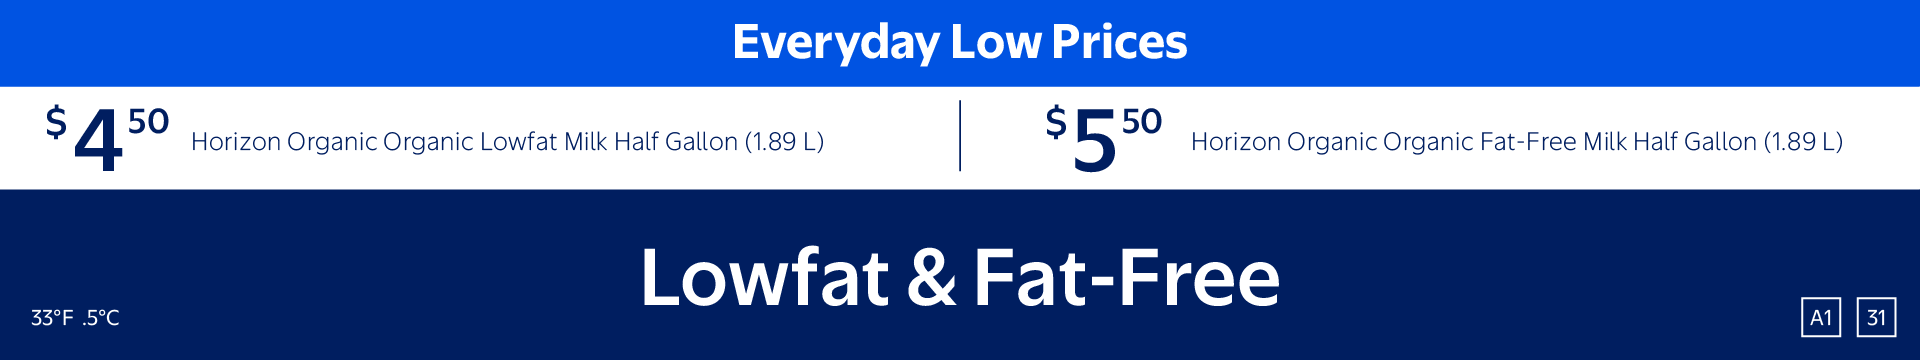 Everyday Low Prices
$4.50 Horizon Organic Organic Lowfat Milk Half Gallon (1.89 L)
$5.50 Horizon Organic Organic Fat-Free Milk Half Gallon (1.89 L)
Lowfat & Fat-Free
33°F .5°C
A1 31